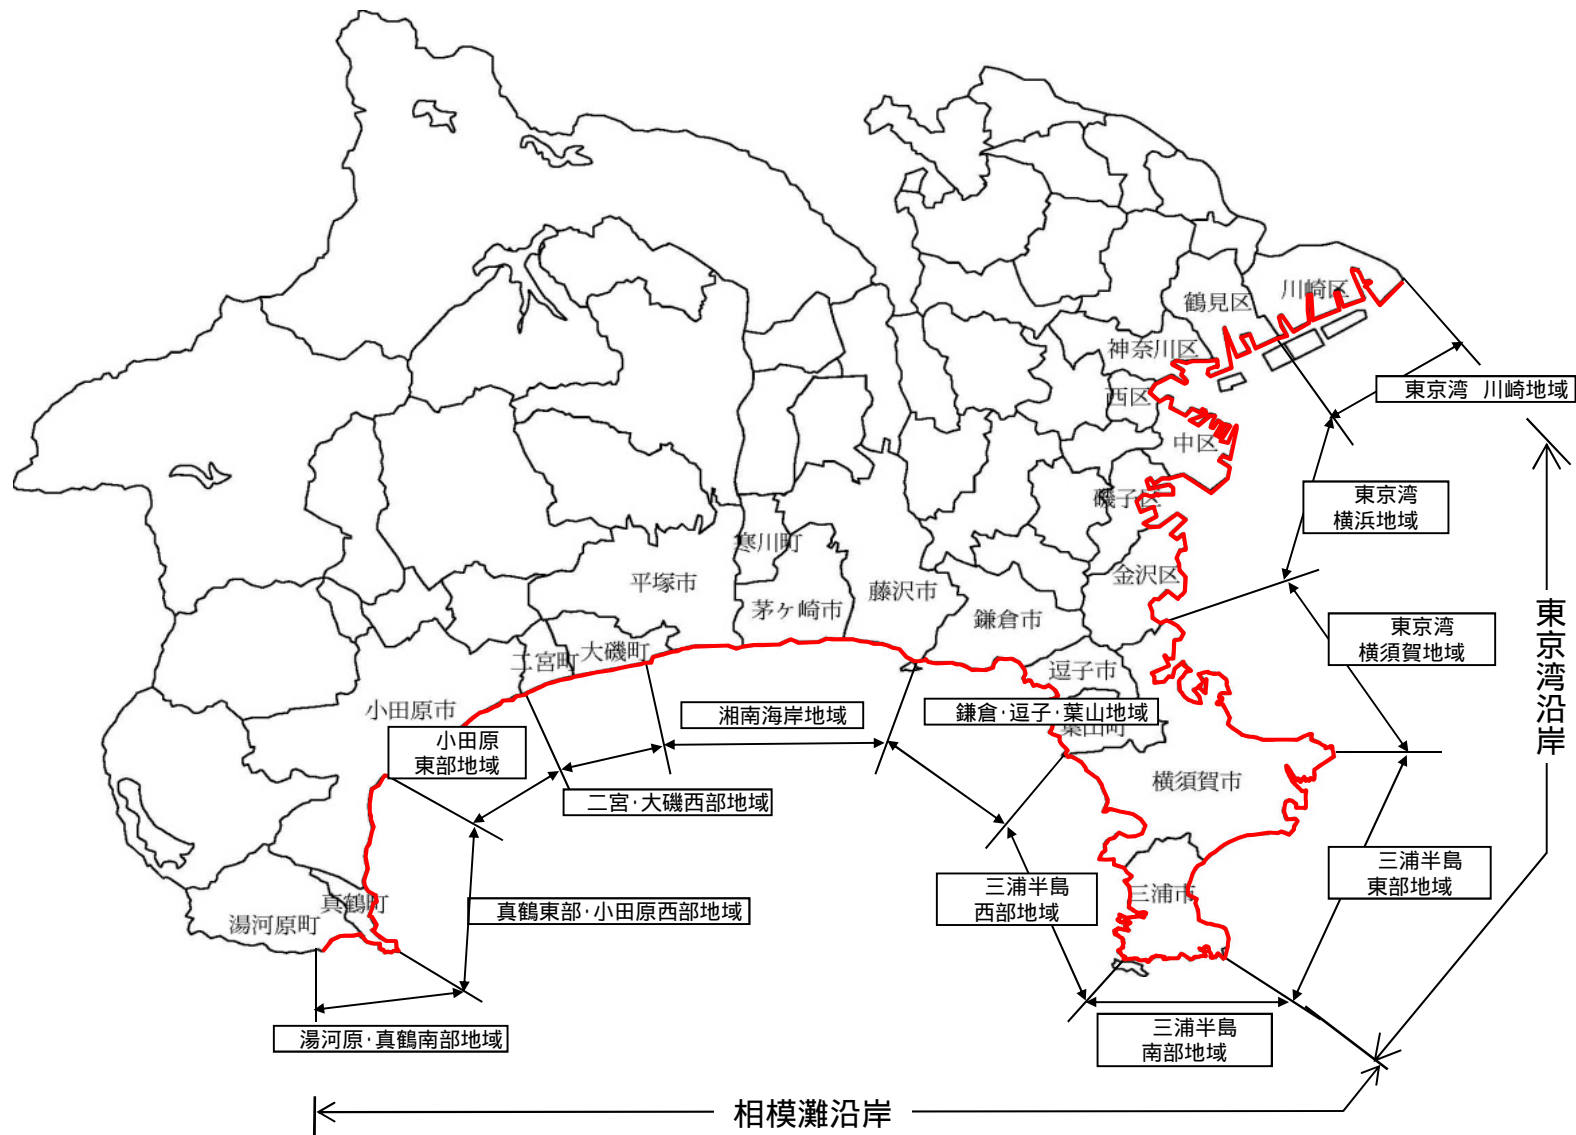 川崎区
鶴見区
神奈川区
東京湾 川崎地域
西区
中区
磯子区
東京湾
横浜地域
寒川町
平塚市
茅ヶ崎市
藤沢市
鎌倉市
金沢区
東京湾
横須賀地域
東京湾沿岸
二宮町
大磯町
逗子市
小田原市
湘南海岸地域
鎌倉・逗子・葉山地域
葉山町
小田原
東部地域
横須賀市
二宮・大磯西部地域
三浦半島
東部地域
三浦半島
西部地域
三浦市
真鶴町
湯河原町
真鶴東部・小田原西部地域
湯河原・真鶴南部地域
三浦半島
南部地域
相模灘沿岸